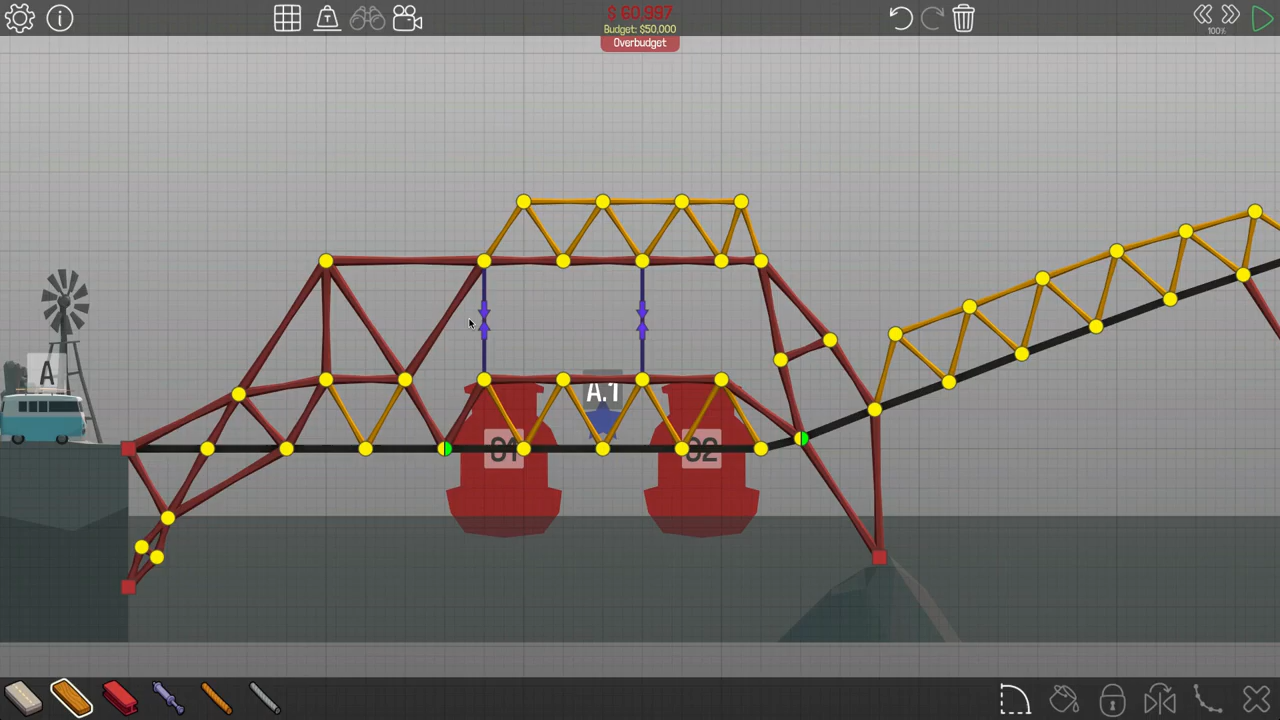 $ 60,997
Budget: $50,000
Overbudget
100%
T
A
A.1
01
02